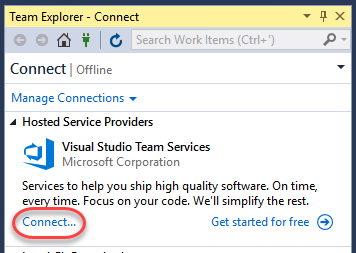 Team Explorer - Connect
Search Work Items (Ctrl+')
Connect | Offline
Manage Connections
Hosted Service Providers
Visual Studio Team Services
Microsoft Corporation
Services to help you ship high quality software. On time,
every time. Focus on your code. We'll simplify the rest.
Connect... Get started for free